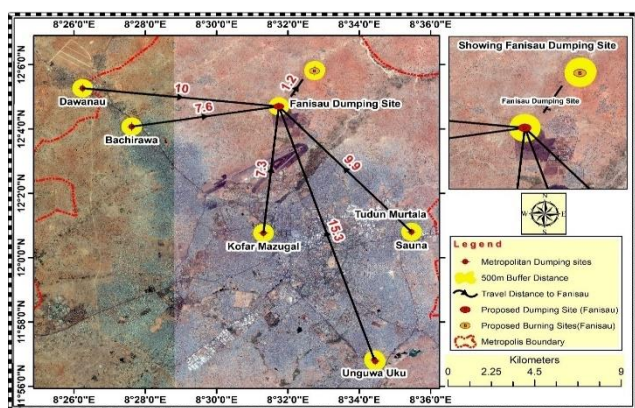 8°26'0"E 8°28'0"E 8°30'0"E 8°32'0"E 8°34'0"E 8°36'0"E
12°6'0"N
12°4'0"N
12°2'0"N
12°0'0"N
11°58'0"N
11°56'0"N
Dawanau
10
7.6
Bachirawa
1.2
Fanisau Dumping Site
7.3
9.9
15.3
Kofar Mazugal
Tudun Murtala
Sauna
Unguwa Uku
8°26'0"E 8°28'0"E 8°30'0"E 8°32'0"E 8°34'0"E 8°36'0"E
Showing Fanisau Dumping Site
Fanisau Dumping Site
N
W E
S
Legend
Metropolitan Dumping sites
500m Buffer Distance
Travel Distance to Fanisau
Proposed Dumping Site (Fanisau)
Proposed Burning Sites(Fanisau)
Metropolis Boundary
Kilometers
0 2.25 4.5 9